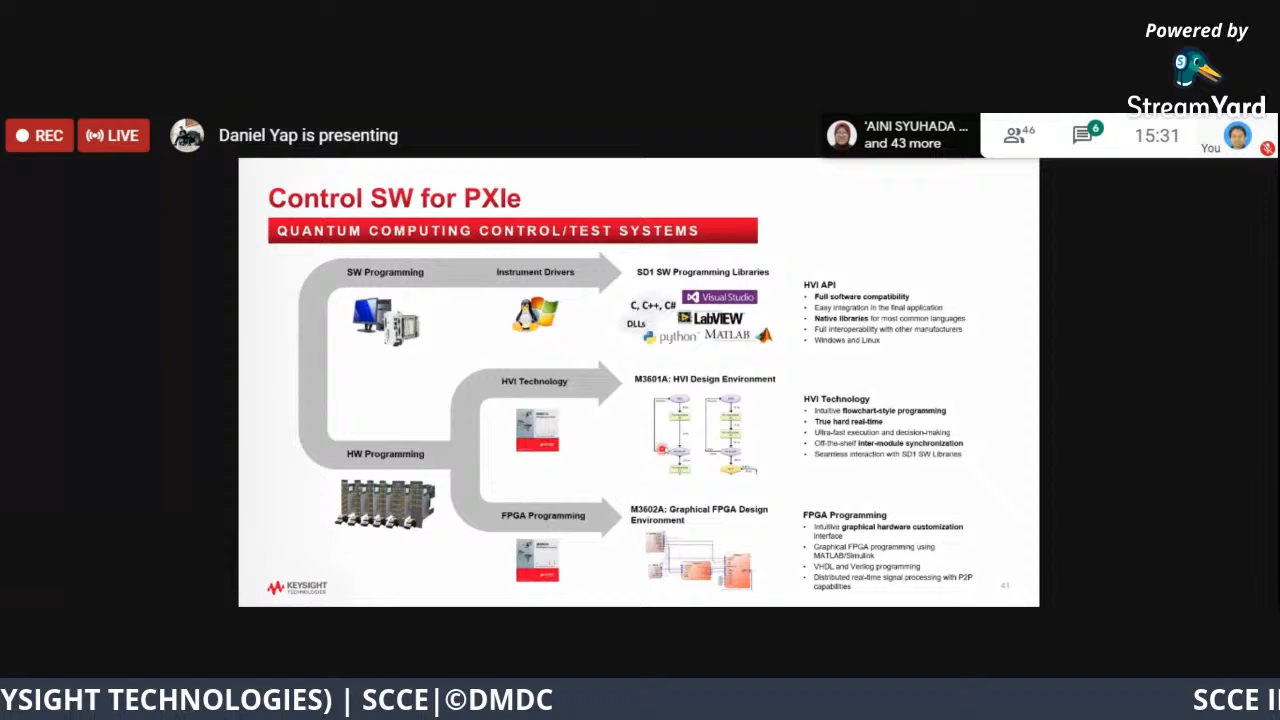 Powered by
StreamYard
REC
LIVE
Daniel Yap is presenting
'AINI SYUHADA ...
and 43 more
46
6
15:31
You
Control SW for PXIe
QUANTUM COMPUTING CONTROL/TEST SYSTEMS
SW Programming
Instrument Drivers
SD1 SW Programming Libraries
C, C++, C#
Visual Studio
DLLs
LabVIEW
python
MATLAB
HVI API
• Full software compatibility
• Easy integration in the final application
• Native libraries for most common languages
• Full interoperability with other manufacturers
• Windows and Linux
HVI Technology
M3601A: HVI Design Environment
HVI Technology
• Intuitive flowchart-style programming
• True hard real-time
• Ultra-fast execution and decision-making
• Off-the-shelf inter-module synchronization
• Seamless interaction with SD1 SW Libraries
HW Programming
FPGA Programming
M3602A: Graphical FPGA Design
Environment
FPGA Programming
• Intuitive graphical hardware customization
interface
• Graphical FPGA programming using
MATLAB/Simulink
• VHDL and Verilog programming
• Distributed real-time signal processing with P2P
capabilities
KEYSIGHT
TECHNOLOGIES
41
YSIGHT TECHNOLOGIES) | SCCE|©DMDC
SCCE